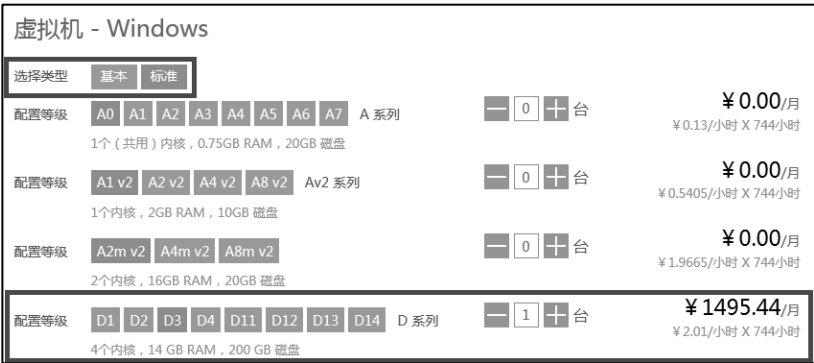 虚拟机 - Windows
选择类型 基本 标准
配置等级 A0 A1 A2 A3 A4 A5 A6 A7 A 系列 0 台 ¥ 0.00/月
1个 ( 共用 ) 内核 , 0.75GB RAM , 20GB 磁盘 ¥ 0.13/小时 X 744小时
配置等级 A1 v2 A2 v2 A4 v2 A8 v2 Av2 系列 0 台 ¥ 0.00/月
1个内核 , 2GB RAM , 10GB 磁盘 ¥ 0.5405/小时 X 744小时
配置等级 A2m v2 A4m v2 A8m v2 0 台 ¥ 0.00/月
2个内核 , 16GB RAM , 20GB 磁盘 ¥ 1.9665/小时 X 744小时
配置等级 D1 D2 D3 D4 D11 D12 D13 D14 D 系列 1 台 ¥ 1495.44/月
4个内核 , 14 GB RAM , 200 GB 磁盘 ¥ 2.01/小时 X 744小时